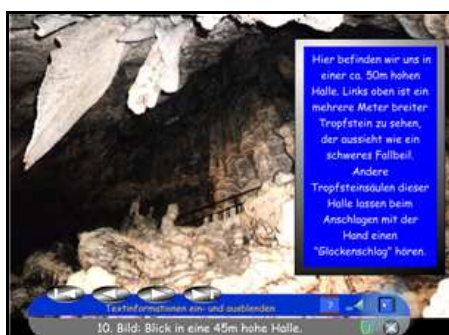 Hier befinden wir uns in
einer ca. 50m hohen
Halle. Links oben ist ein
mehrere Meter breiter
Tropfstein zu sehen,
der aussieht wie ein
schweres Fallbeil.
Andere
Tropfsteinsäulen dieser
Halle lassen beim
Anschlagen mit der
Hand einen
"Glockenschlag" hören.
Textinformationen ein- und ausblenden
?
10. Bild: Blick in eine 45m hohe Halle.